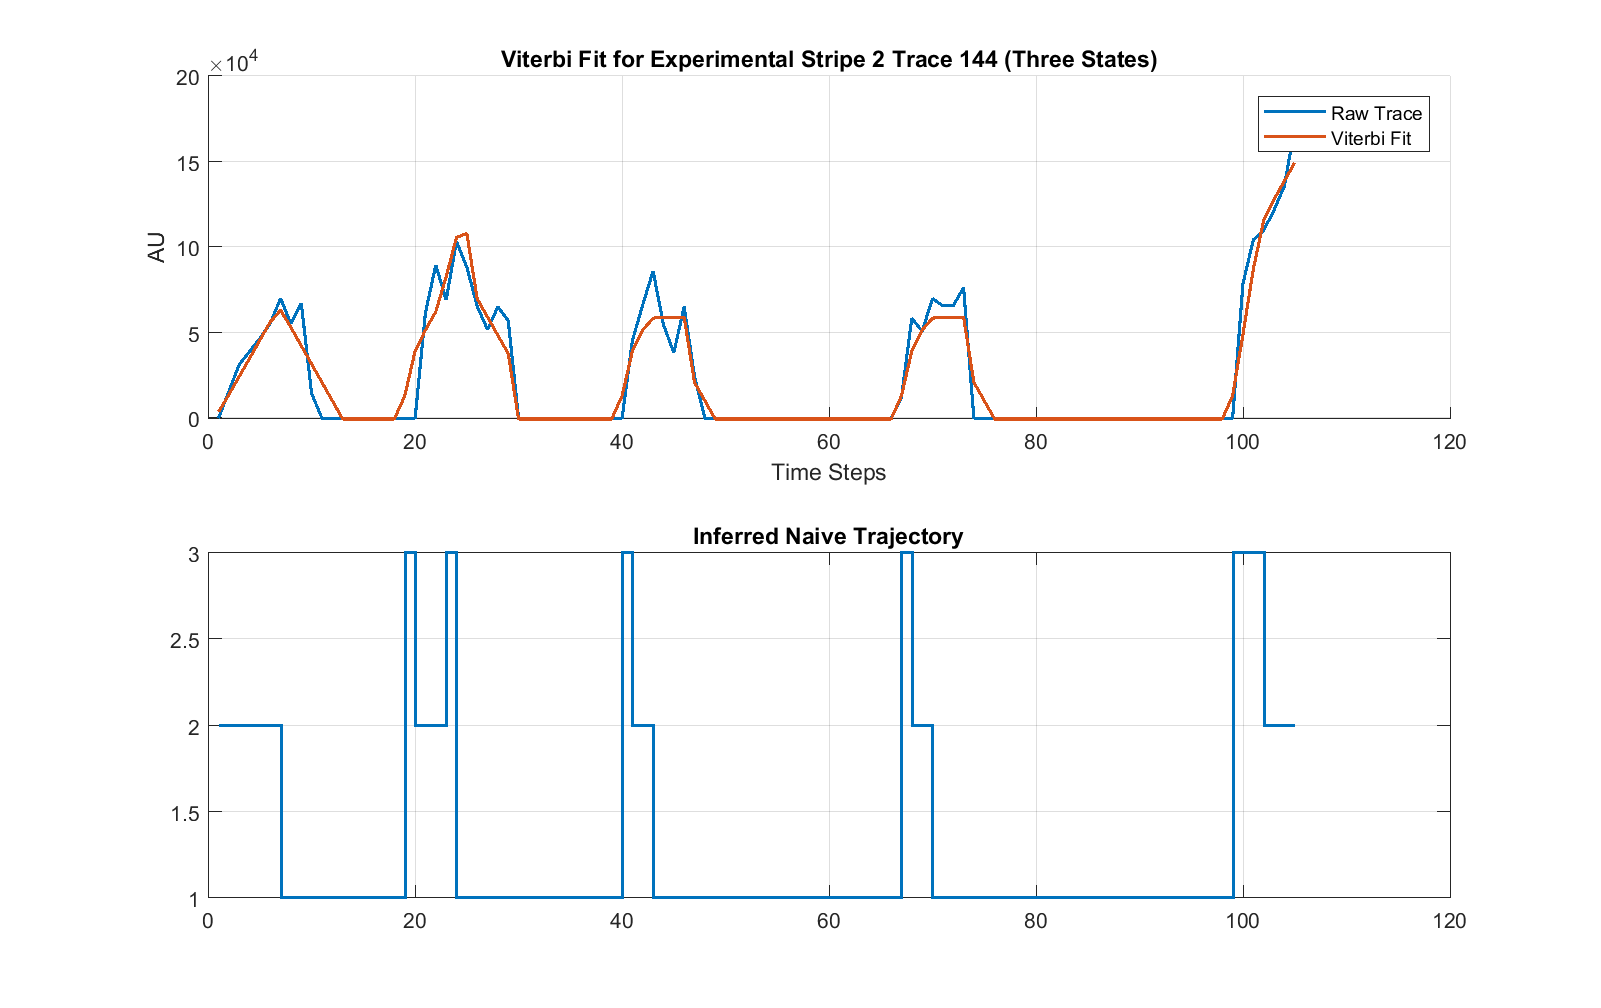 Viterbi Fit for Experimental Stripe 2 Trace 144 (Three States)
×10⁴
20
15
10
5
0
AU
Raw Trace
Viterbi Fit
0 20 40 60 80 100 120
Time Steps
Inferred Naive Trajectory
3
2.5
2
1.5
1
0 20 40 60 80 100 120